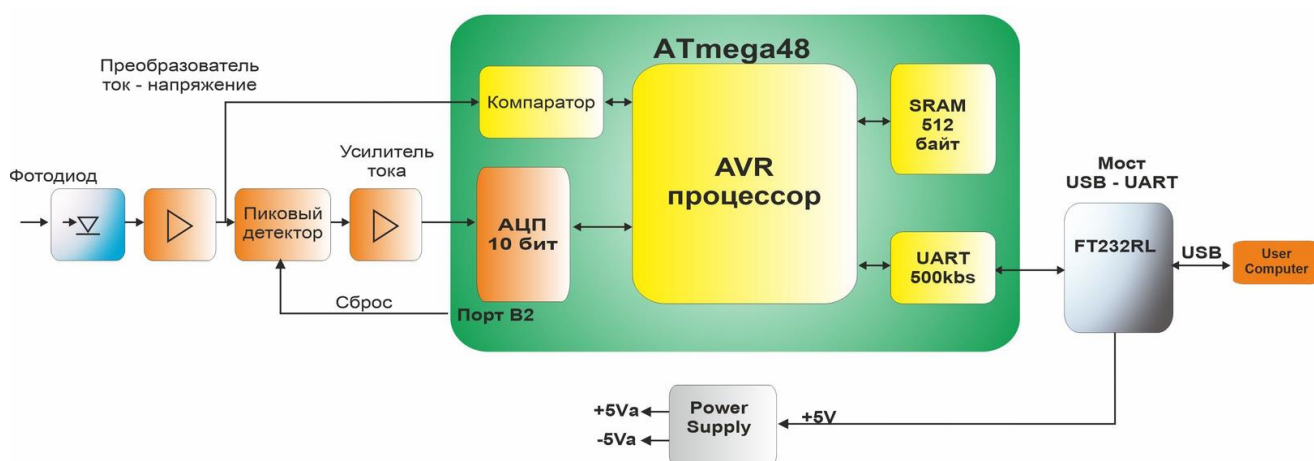 ATmega48
Преобразователь
ток - напряжение
Компаратор
SRAM
512
байт
AVR
процессор
Усилитель
тока
Фотодиод
Пиковый
детектор
АЦП
10 бит
Мост
USB - UART
FT232RL
USB
User
Computer
UART
500kbs
Сброс
Порт B2
+5Va
-5Va
Power
Supply
+5V